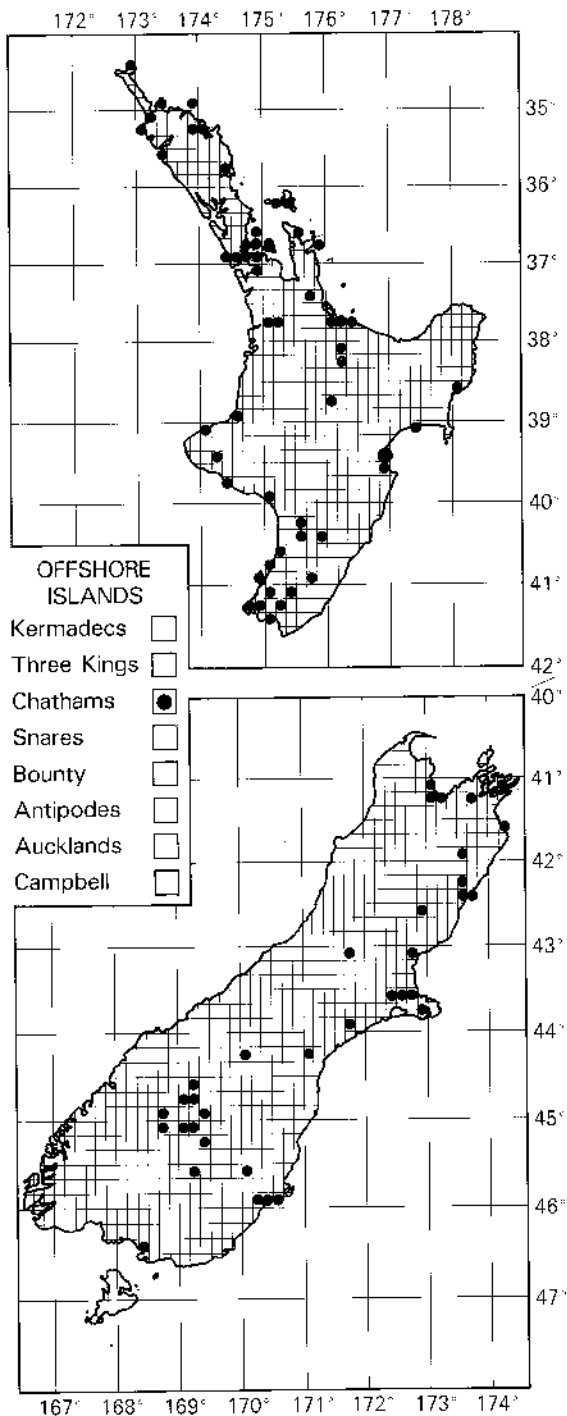 172° 173° 174° 175° 176° 177° 178°
35°
36°
37°
38°
39°
40°
41°
42°
OFFSHORE
ISLANDS
Kermadecs
Three Kings
Chathams
Snares
Bounty
Antipodes
Aucklands
Campbell
40°
41°
42°
43°
44°
45°
46°
47°
167° 168° 169° 170° 171° 172° 173° 174°